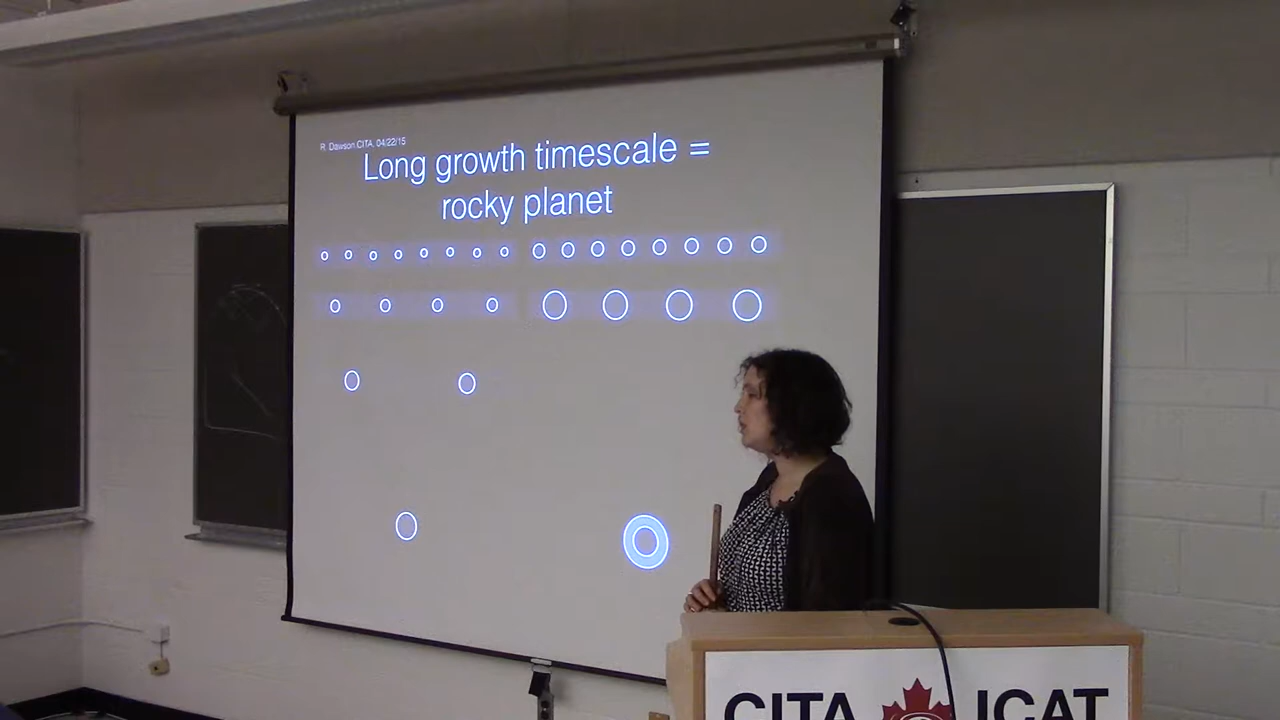 R. Dawson CITA, 04/22/15
Long growth timescale =
rocky planet
CITA ICAT